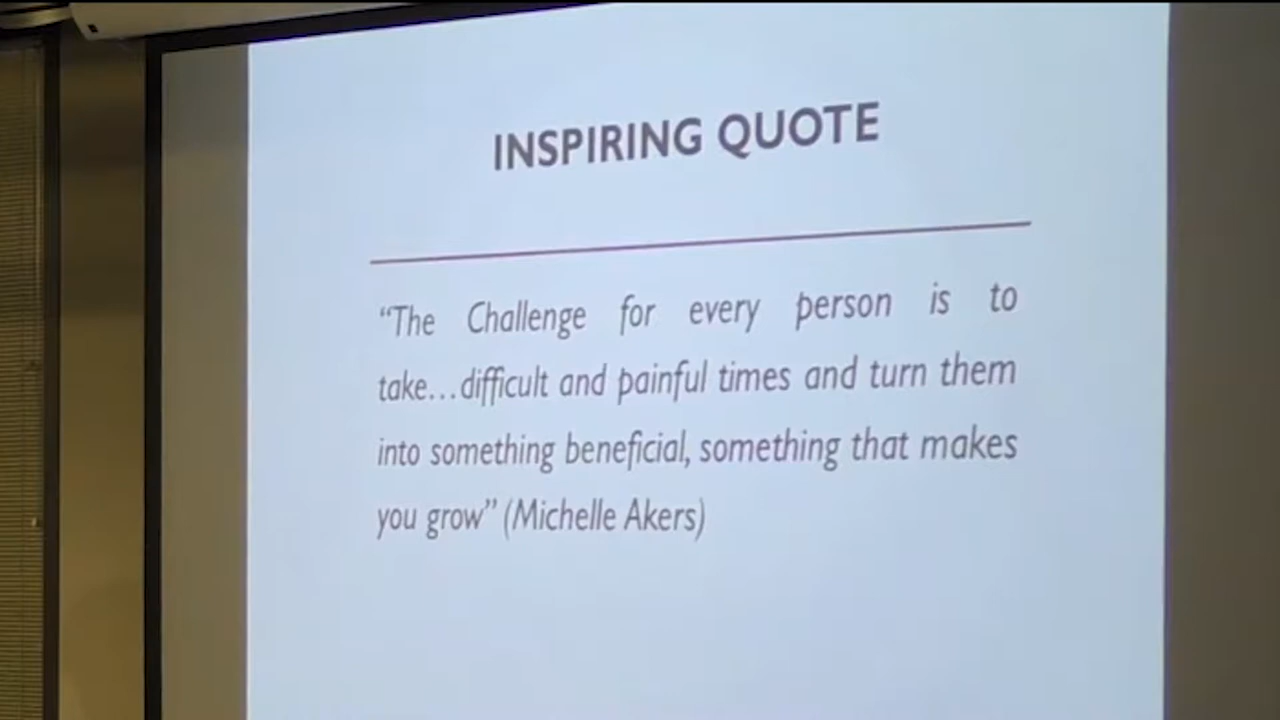 INSPIRING QUOTE
“The Challenge for every person is to
take...difficult and painful times and turn them
into something beneficial, something that makes
you grow” (Michelle Akers)